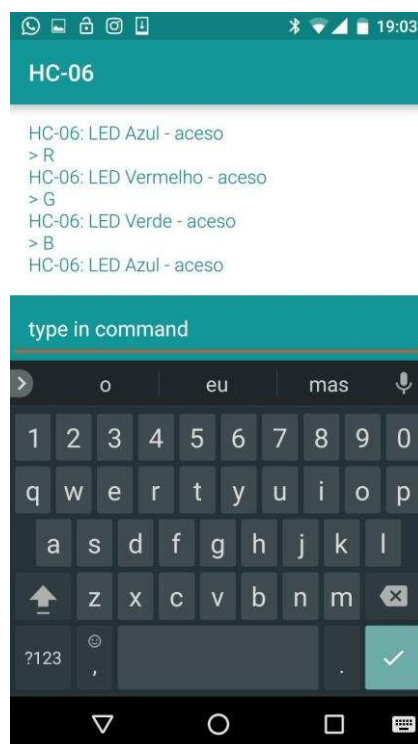 19:03
HC-06
HC-06: LED Azul - aceso
> R
HC-06: LED Vermelho - aceso
> G
HC-06: LED Verde - aceso
> B
HC-06: LED Azul - aceso
type in command
> o eu mas
1 2 3 4 5 6 7 8 9 0
q w e r t y u i o p
a s d f g h j k l
z x c v b n m
?123 , .